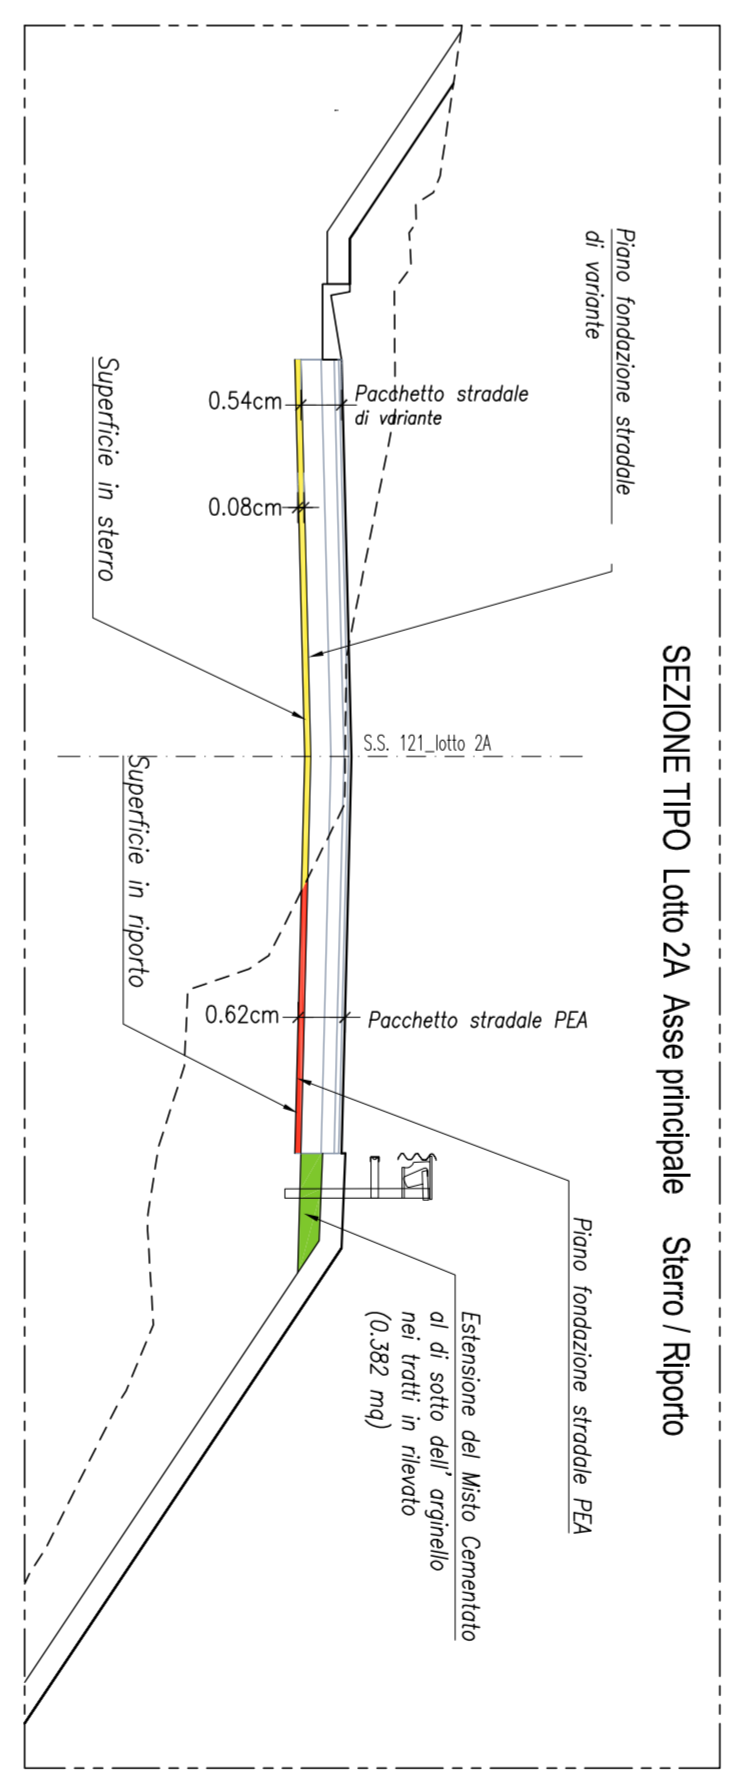 SEZIONE TIPO Lotto 2A Asse principale Sterro / Riporto
Piano fondazione stradale
di variante
Superficie in sterro
0.54cm
Pacchetto stradale
di variante
0.08cm
S.S. 121_lotto 2A
Superficie in riporto
0.62cm
Pacchetto stradale PEA
Piano fondazione stradale PEA
Estensione del Misto Cementato
al di sotto dell' arginello
nei tratti in rilevato
(0.382 mq)